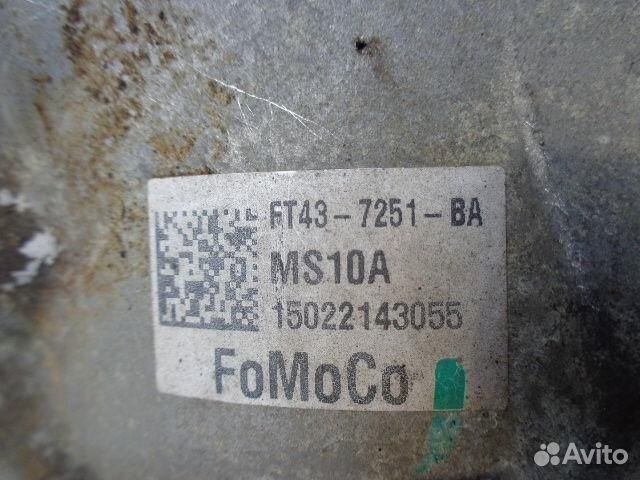 FT43-7251-BA
MS10A
15022143055
FoMoCo
Avito